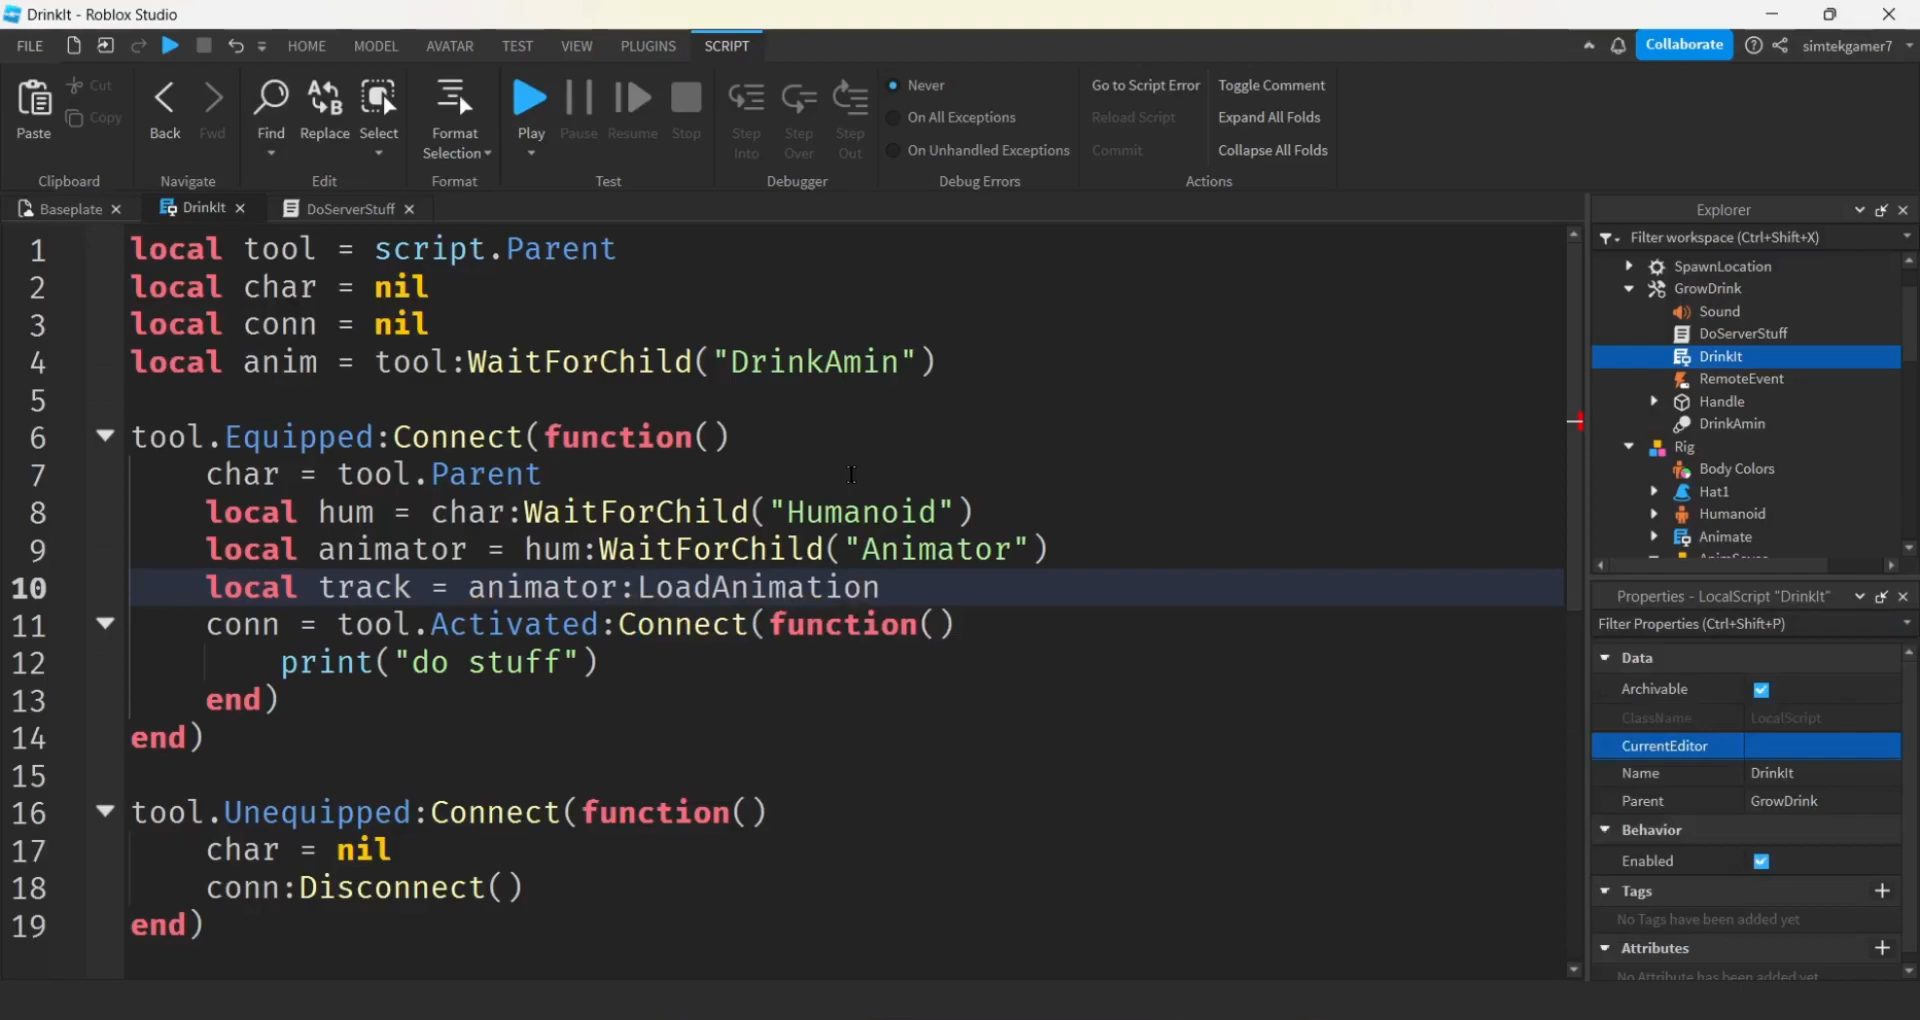 DrinkIt - Roblox Studio
FILE HOME MODEL AVATAR TEST VIEW PLUGINS SCRIPT Collaborate simtekgamer7
Paste Cut Copy
Clipboard
Back Fwd
Navigate
Find Replace Select
Edit
Format Selection
Format
Play Pause Resume Stop
Test
Step Into Step Over Step Out
Debugger
Never
On All Exceptions
On Unhandled Exceptions
Debug Errors
Go to Script Error Toggle Comment
Reload Script Expand All Folds
Commit Collapse All Folds
Actions
Baseplate DrinkIt DoServerStuff
1 local tool = script.Parent
2 local char = nil
3 local conn = nil
4 local anim = tool:WaitForChild("DrinkAmin")
5
6 tool.Equipped:Connect(function()
7 char = tool.Parent
8 local hum = char:WaitForChild("Humanoid")
9 local animator = hum:WaitForChild("Animator")
10 local track = animator:LoadAnimation
11 conn = tool.Activated:Connect(function()
12 print("do stuff")
13 end)
14 end)
15
16 tool.Unequipped:Connect(function()
17 char = nil
18 conn:Disconnect()
19 end)
Explorer
Filter workspace (Ctrl+Shift+X)
SpawnLocation
GrowDrink
Sound
DoServerStuff
DrinkIt
RemoteEvent
Handle
DrinkAmin
Rig
Body Colors
Hat1
Humanoid
Animate
Properties - LocalScript "DrinkIt"
Filter Properties (Ctrl+Shift+P)
Data
Archivable
ClassName LocalScript
CurrentEditor
Name DrinkIt
Parent GrowDrink
Behavior
Enabled
Tags
No Tags have been added yet
Attributes
No Attribute has been added yet